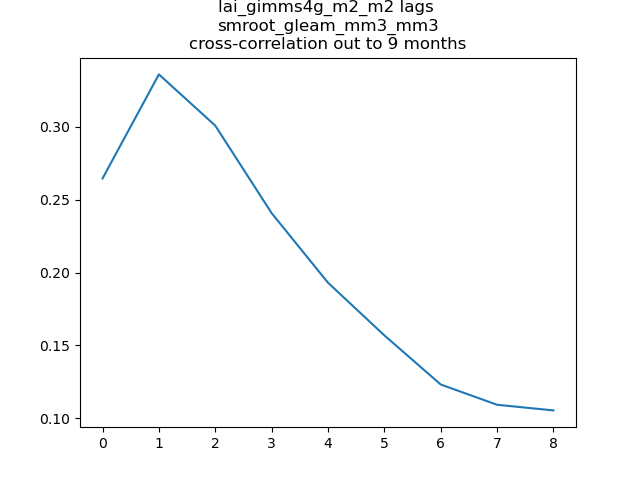 lai_gimms4g_m2_m2 lags
smroot_gleam_mm3_mm3
cross-correlation out to 9 months
0.30
0.25
0.20
0.15
0.10
0 1 2 3 4 5 6 7 8